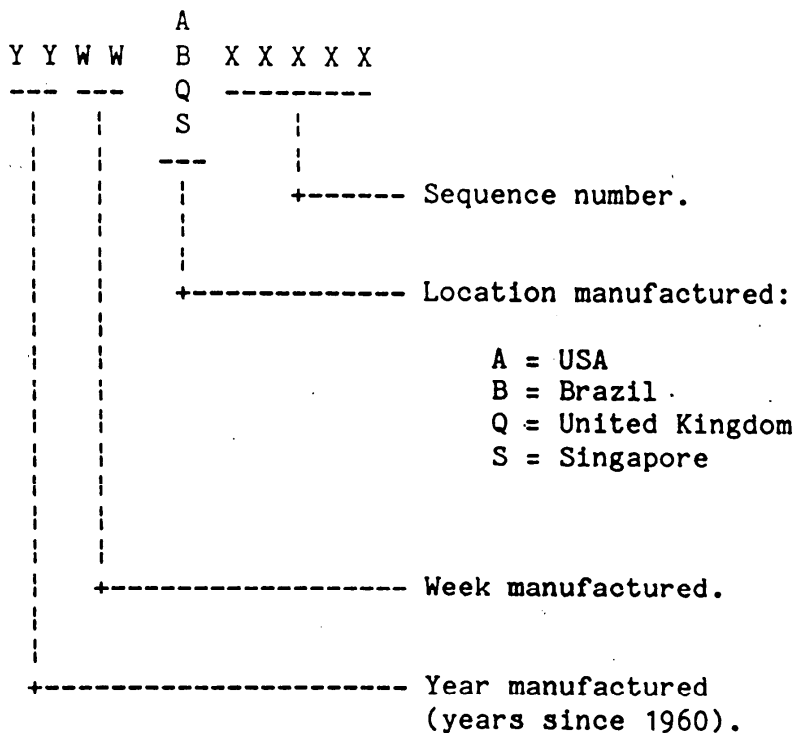 A
Y Y W W B X X X X X
Q
S
Sequence number.
Location manufactured:
A = USA
B = Brazil
Q = United Kingdom
S = Singapore
Week manufactured.
Year manufactured
(years since 1960).